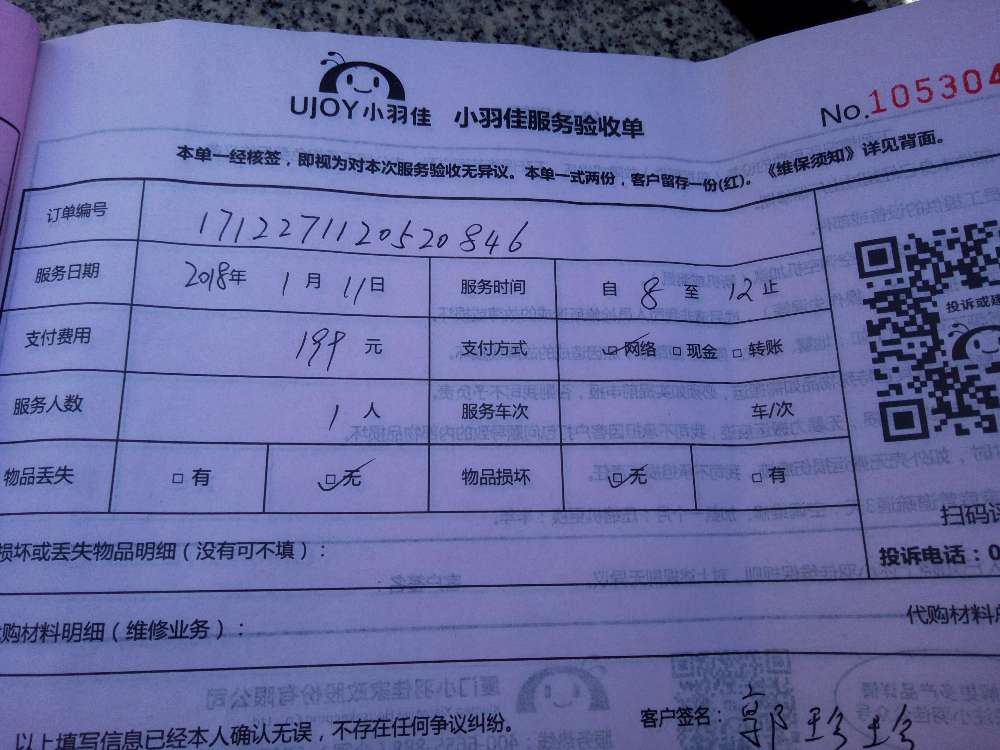 UJOY小羽佳 小羽佳服务验收单
No.105304
本单一经核签，即视为对本次服务验收无异议。本单一式两份，客户留存一份(红)。《维保须知》详见背面。
订单编号 171227112052​0846
服务日期 2018年 1月 11日 服务时间 自 8 至 12 止
支付费用 199 元 支付方式 ☑网络 □现金 □转账
服务人数 1 人 服务车次 车/次
物品丢失 □有 ☑无 物品损坏 ☑无 □有
投诉或建
扫码
投诉电话：0
损坏或丢失物品明细（没有可不填）：
购材料明细（维修业务）：
代购材料
以上填写信息已经本人确认无误，不存在任何争议纠纷。
客户签名：郭